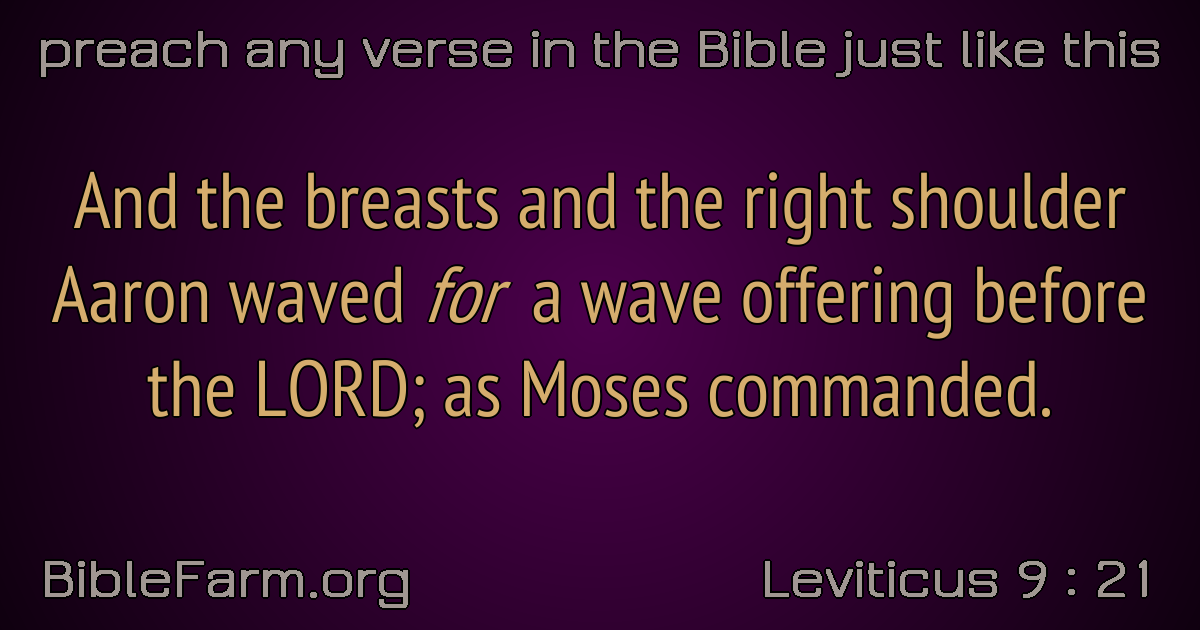 preach any verse in the Bible just like this
And the breasts and the right shoulder
Aaron waved for a wave offering before
the LORD; as Moses commanded.
BibleFarm.org
Leviticus 9 : 21